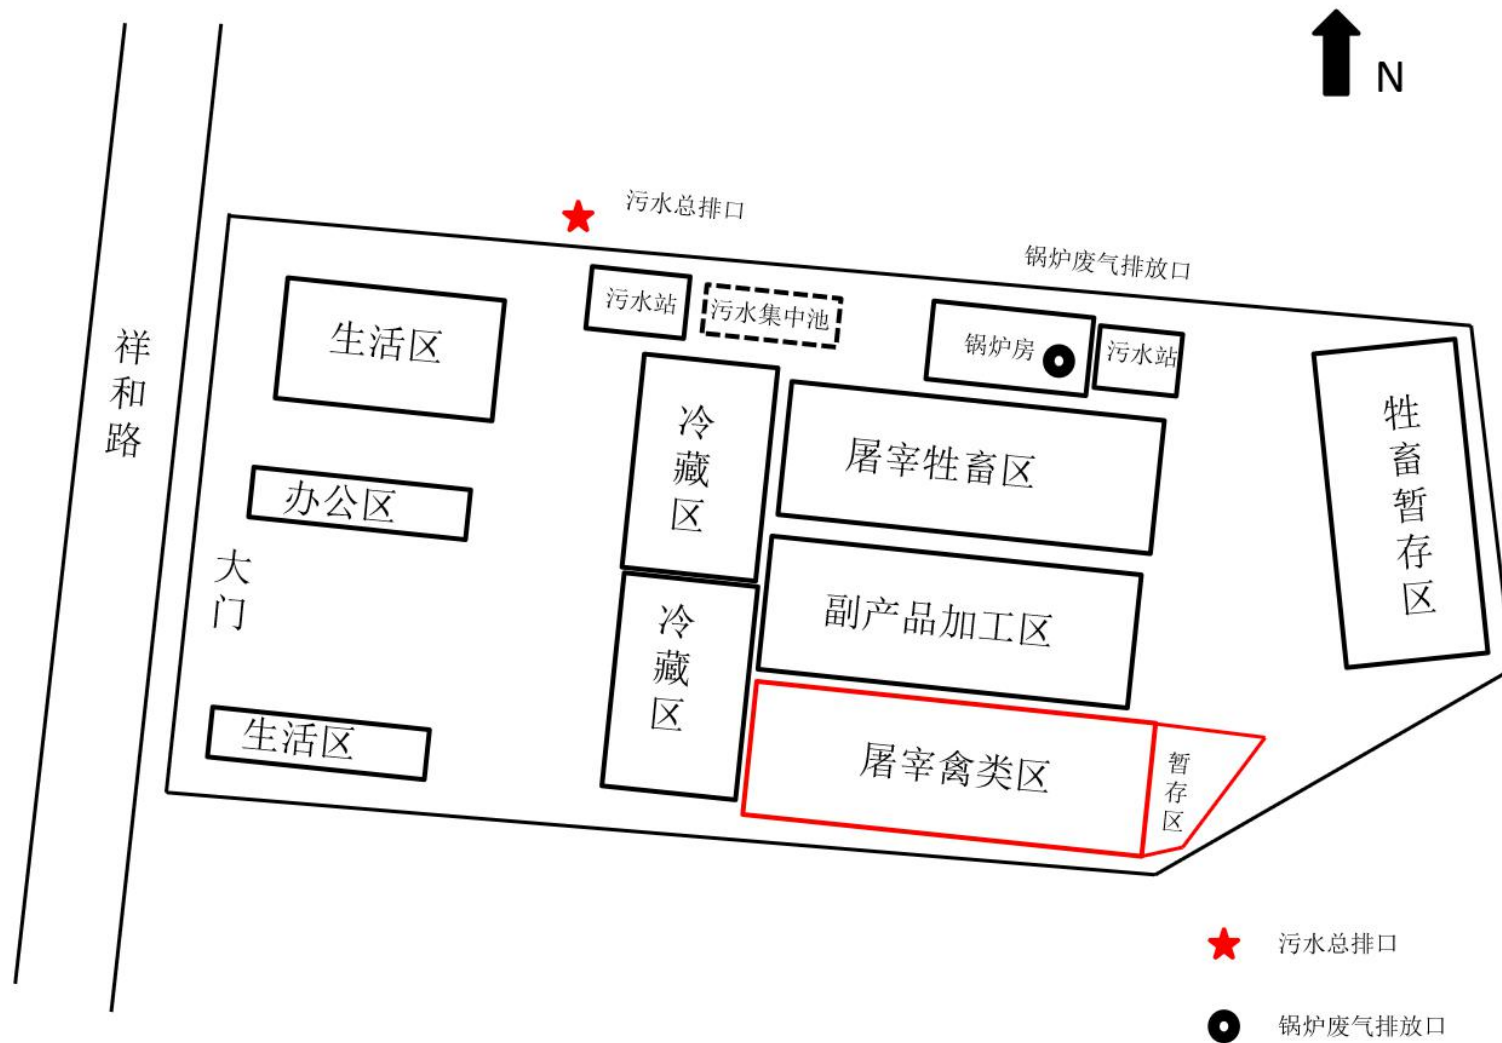 N
污水总排口
锅炉废气排放口
污水站
污水集中池
锅炉房
污水站
生活区
祥和路
冷藏区
屠宰牲畜区
牲畜暂存区
办公区
大门
副产品加工区
冷藏区
生活区
屠宰禽类区
暂存区
污水总排口
锅炉废气排放口